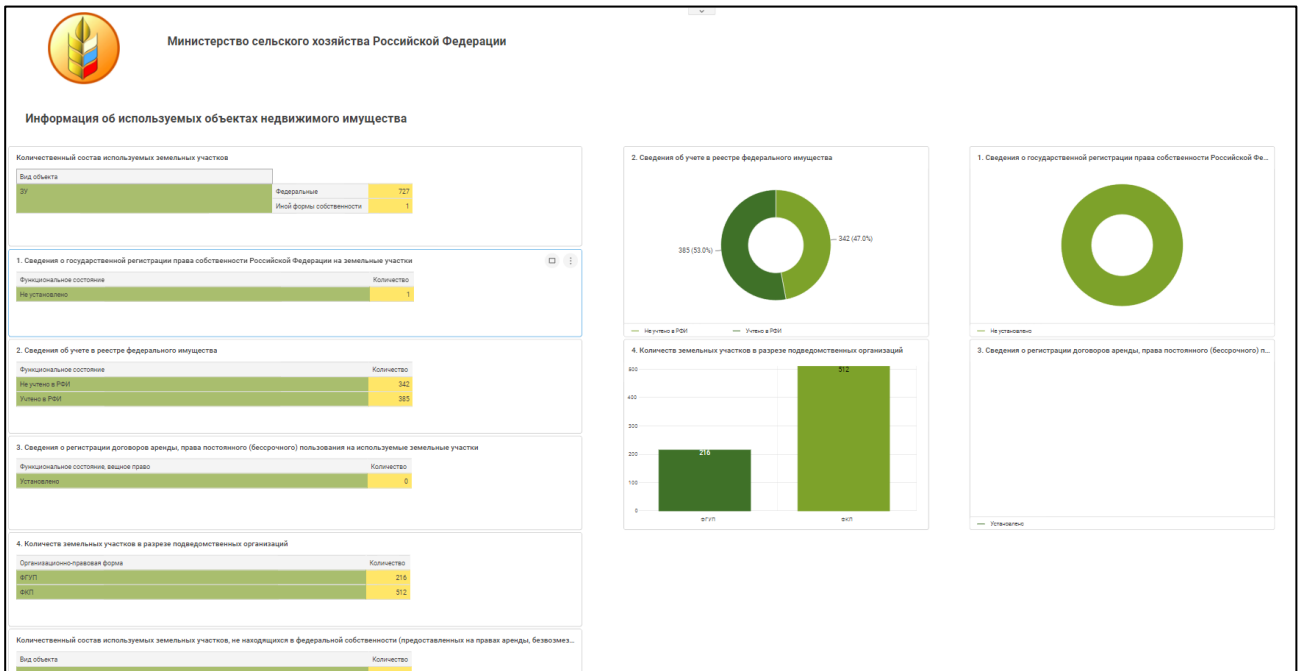 Министерство сельского хозяйства Российской Федерации
Информация об используемых объектах недвижимого имущества
Количественный состав используемых земельных участков
Вид объекта
ЗУ Федеральные 727
Иной формы собственности 1
1. Сведения о государственной регистрации права собственности Российской Федерации на земельные участки
Функциональное состояние Количество
Не установлено 1
2. Сведения об учете в реестре федерального имущества
Функциональное состояние Количество
Не учтено в РФИ 342
Учтено в РФИ 385
3. Сведения о регистрации договоров аренды, права постоянного (бессрочного) пользования на используемые земельные участки
Функциональное состояние, вещное право Количество
Установлено 0
4. Количеств земельных участков в разрезе подведомственных организаций
Организационно-правовая форма Количество
ФГУП 216
ФКП 512
Количественный состав используемых земельных участков, не находящихся в федеральной собственности (предоставленных на правах аренды, безвозмез...
Вид объекта Количество
2. Сведения об учете в реестре федерального имущества
385 (53.0%)
342 (47.0%)
Не учтено в РФИ Учтено в РФИ
1. Сведения о государственной регистрации права собственности Российской Фе...
Не установлено
4. Количеств земельных участков в разрезе подведомственных организаций
500
400
300
200
100
0
216
512
ФГУП ФКП
3. Сведения о регистрации договоров аренды, права постоянного (бессрочного) п...
Установлено